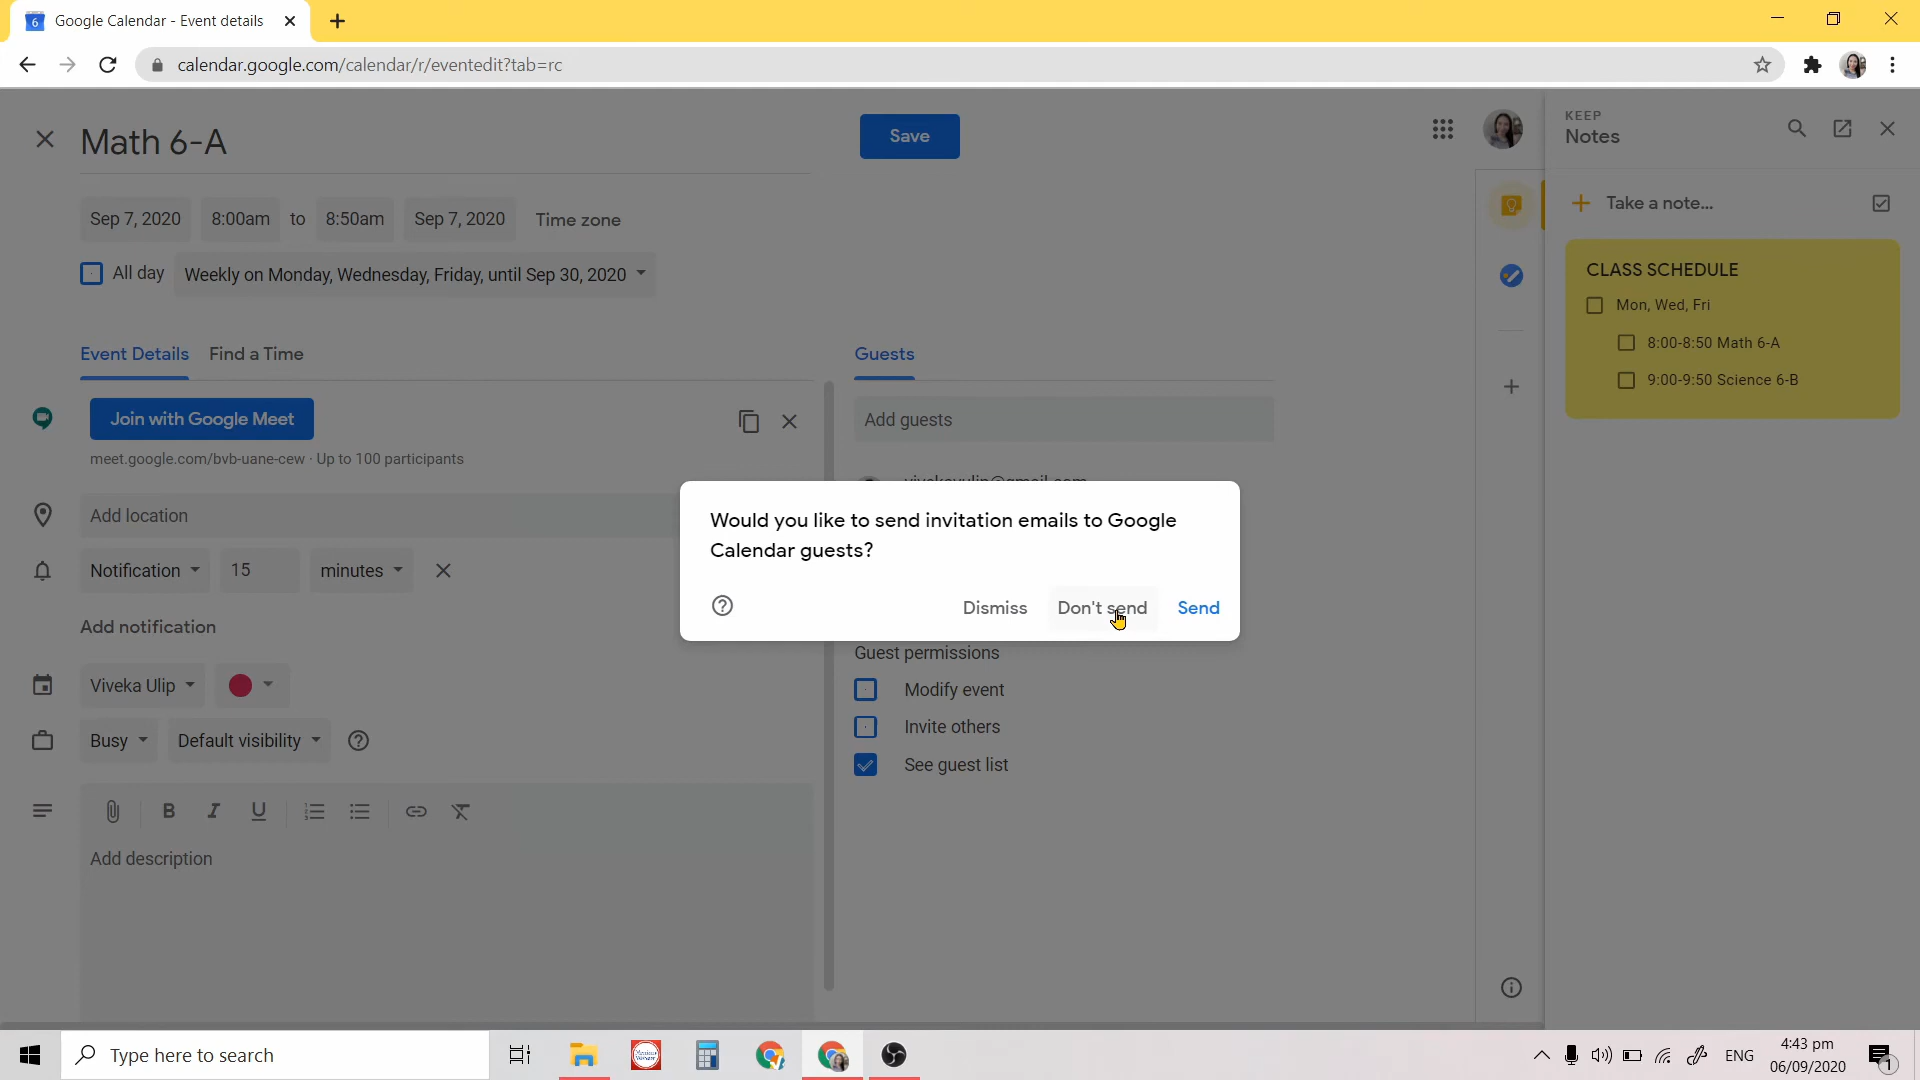 Google Calendar - Event details
calendar.google.com/calendar/r/eventedit?tab=rc
Math 6-A
Save
Sep 7, 2020 8:00am to 8:50am Sep 7, 2020 Time zone
All day Weekly on Monday, Wednesday, Friday, until Sep 30, 2020
Event Details Find a Time
Guests
Join with Google Meet
meet.google.com/bvb-uane-cew · Up to 100 participants
Add guests
Add location
Notification 15 minutes
Add notification
Viveka Ulip
Busy Default visibility
B I U
Add description
Would you like to send invitation emails to Google
Calendar guests?
Dismiss Don't send Send
Guest permissions
Modify event
Invite others
See guest list
KEEP
Notes
Take a note...
CLASS SCHEDULE
Mon, Wed, Fri
8:00-8:50 Math 6-A
9:00-9:50 Science 6-B
Type here to search
ENG
4:43 pm
06/09/2020
1